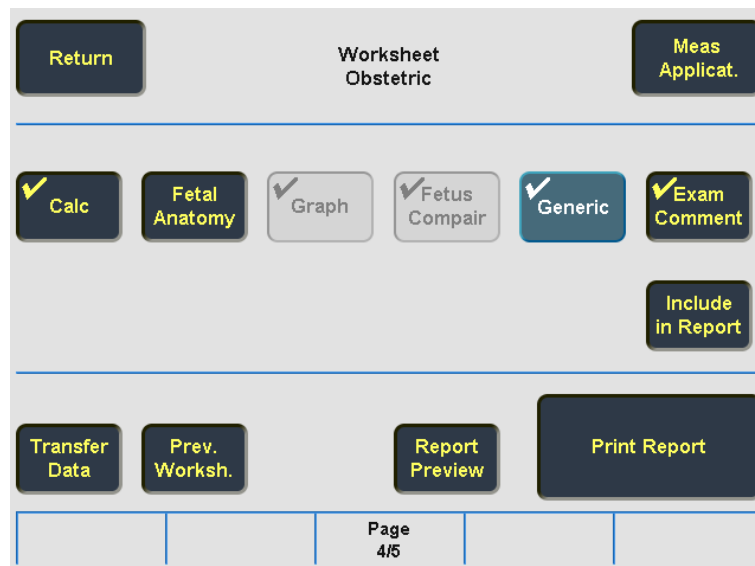 Return
Worksheet
Obstetric
Meas
Applicat.
Calc
Fetal
Anatomy
Graph
Fetus
Compair
Generic
Exam
Comment
Include
in Report
Transfer
Data
Prev.
Worksh.
Report
Preview
Print Report
Page
4/5